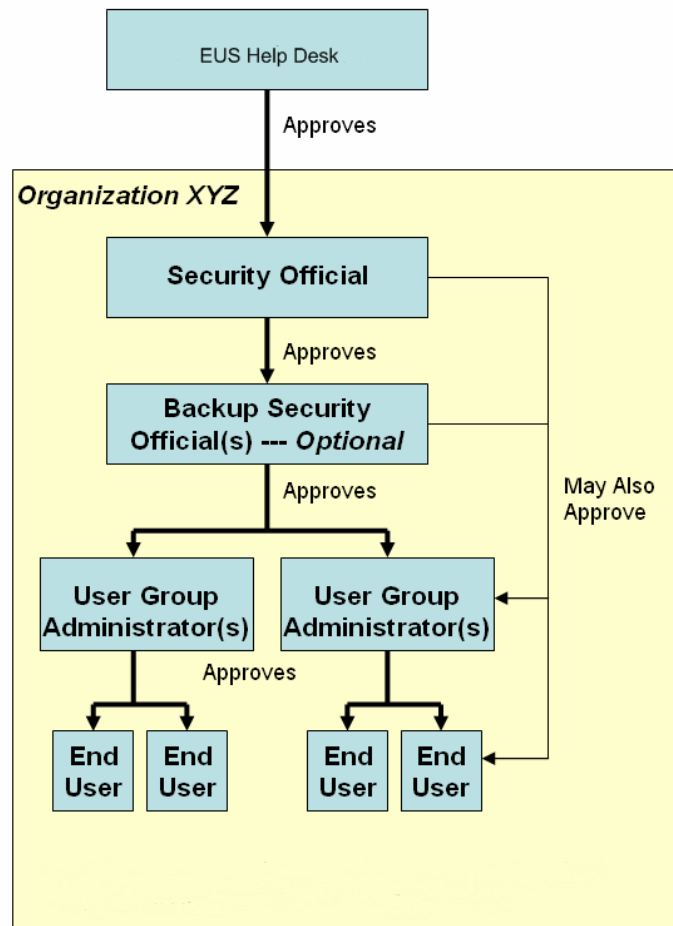 EUS Help Desk
Approves
Organization XYZ
Security Official
Approves
Backup Security
Official(s) --- Optional
Approves
May Also
Approve
User Group
Administrator(s)
User Group
Administrator(s)
Approves
End
User
End
User
End
User
End
User